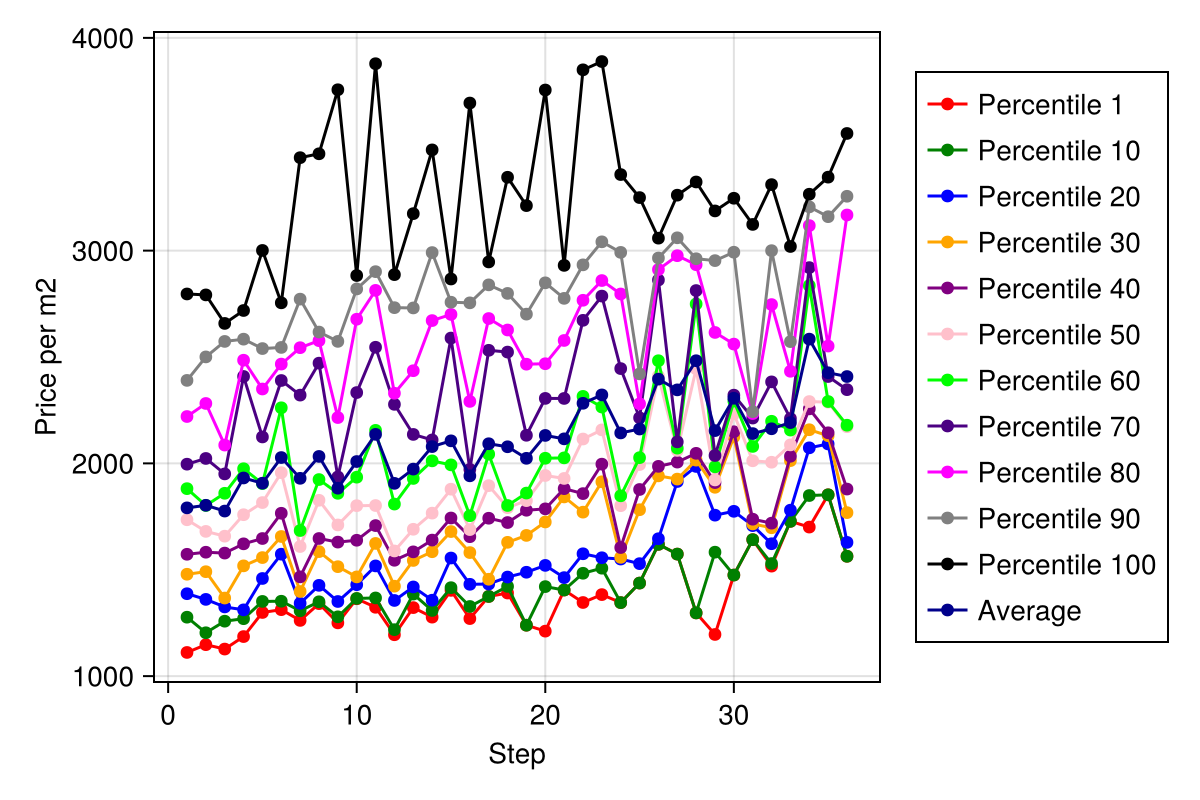 4000
3000
2000
1000
Price per m2
0 10 20 30
Step
Percentile 1
Percentile 10
Percentile 20
Percentile 30
Percentile 40
Percentile 50
Percentile 60
Percentile 70
Percentile 80
Percentile 90
Percentile 100
Average